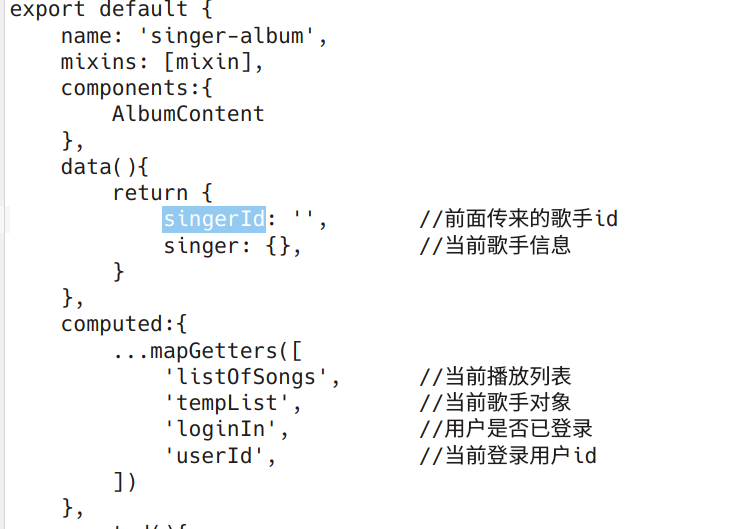 export default {
    name: 'singer-album',
    mixins: [mixin],
    components:{
        AlbumContent
    },
    data(){
        return {
            singerId: '',       //前面传来的歌手id
            singer: {},         //当前歌手信息
        }
    },
    computed:{
        ...mapGetters([
            'listOfSongs',      //当前播放列表
            'tempList',         //当前歌手对象
            'loginIn',          //用户是否已登录
            'userId',           //当前登录用户id
        ])
    },